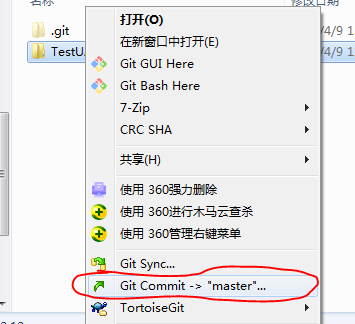 名称
修改日期
.git
/4/9 1
TestU
/4/9 1
打开(O)
在新窗口中打开(E)
Git GUI Here
Git Bash Here
7-Zip
CRC SHA
共享(H)
使用 360强力删除
使用 360进行木马云查杀
使用 360管理右键菜单
Git Sync...
Git Commit -> "master"...
TortoiseGit